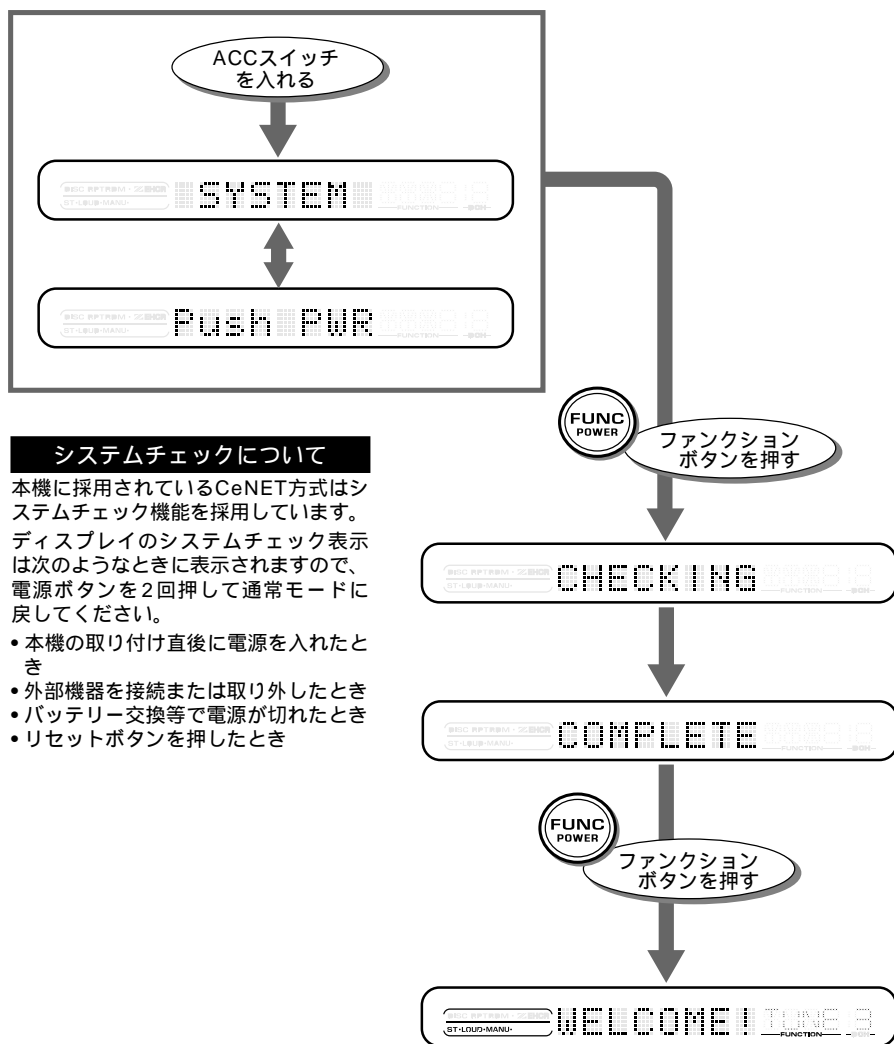 ACCスイッチ
を入れる
SYSTEM
Push PWR
FUNC
POWER
ファンクション
ボタンを押す
システムチェックについて
本機に採用されているCeNET方式はシ
ステムチェック機能を採用しています。
ディスプレイのシステムチェック表示
は次のようなときに表示されますので、
電源ボタンを2回押して通常モードに
戻してください。
• 本機の取り付け直後に電源を入れたと
き
• 外部機器を接続または取り外したとき
• バッテリー交換等で電源が切れたとき
• リセットボタンを押したとき
CHECKING
COMPLETE
FUNC
POWER
ファンクション
ボタンを押す
ST•LOUD•MANU•
WELCOME!
TUNE 3
FUNCTION